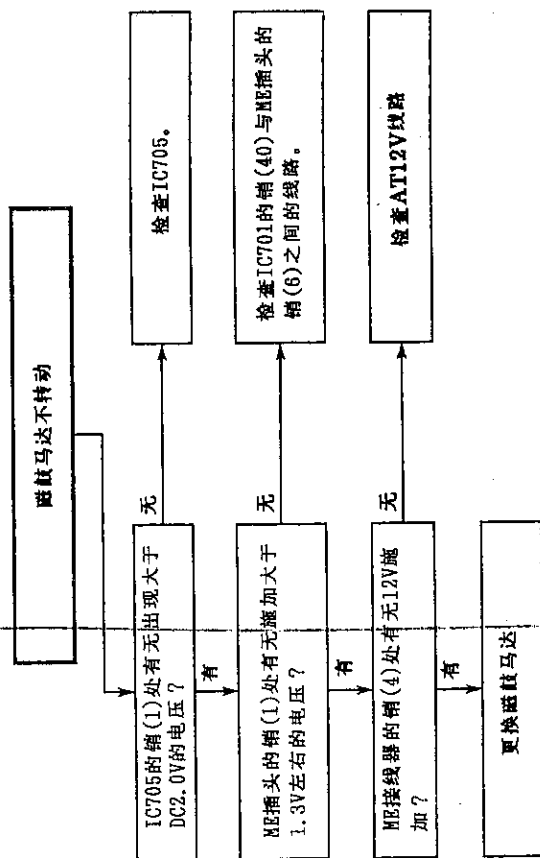 磁鼓马达不转动
IC705的销(1)处有无出现大于
DC2.0V的电压?
无
检查IC705。
有
ME插头的销(1)处有无施加大于
1.3V左右的电压?
无
检查IC701的销(40)与ME插头的
销(6)之间的线路。
有
ME接线器的销(4)处有无12V施
加?
无
检查AT12V线路
有
更换磁鼓马达